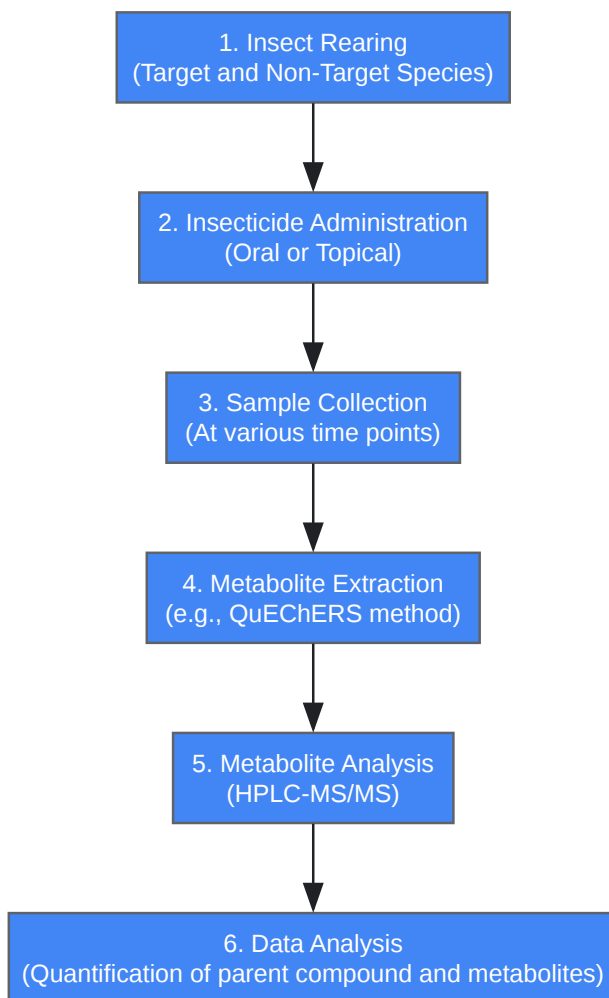 1. Insect Rearing
(Target and Non-Target Species)
2. Insecticide Administration
(Oral or Topical)
3. Sample Collection
(At various time points)
4. Metabolite Extraction
(e.g., QuEChERS method)
5. Metabolite Analysis
(HPLC-MS/MS)
6. Data Analysis
(Quantification of parent compound and metabolites)